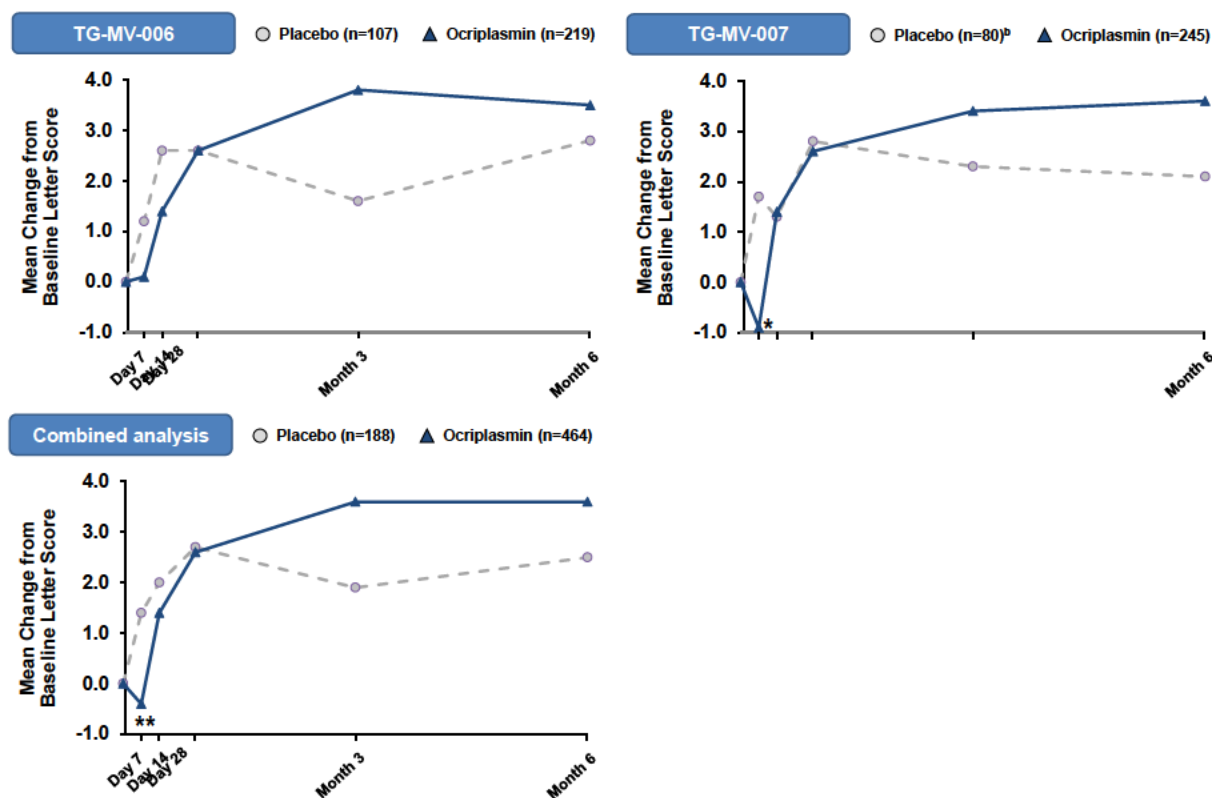 TG-MV-006
Placebo (n=107) Ocriplasmin (n=219)
Mean Change from
Baseline Letter Score
4.0
3.0
2.0
1.0
0.0
-1.0
Day 7
Day 14
Day 28
Month 3
Month 6
TG-MV-007
Placebo (n=80)ᵇ Ocriplasmin (n=245)
Mean Change from
Baseline Letter Score
4.0
3.0
2.0
1.0
0.0
-1.0
*
Month 6
Combined analysis
Placebo (n=188) Ocriplasmin (n=464)
Mean Change from
Baseline Letter Score
4.0
3.0
2.0
1.0
0.0
-1.0
**
Day 7
Day 14
Day 28
Month 3
Month 6